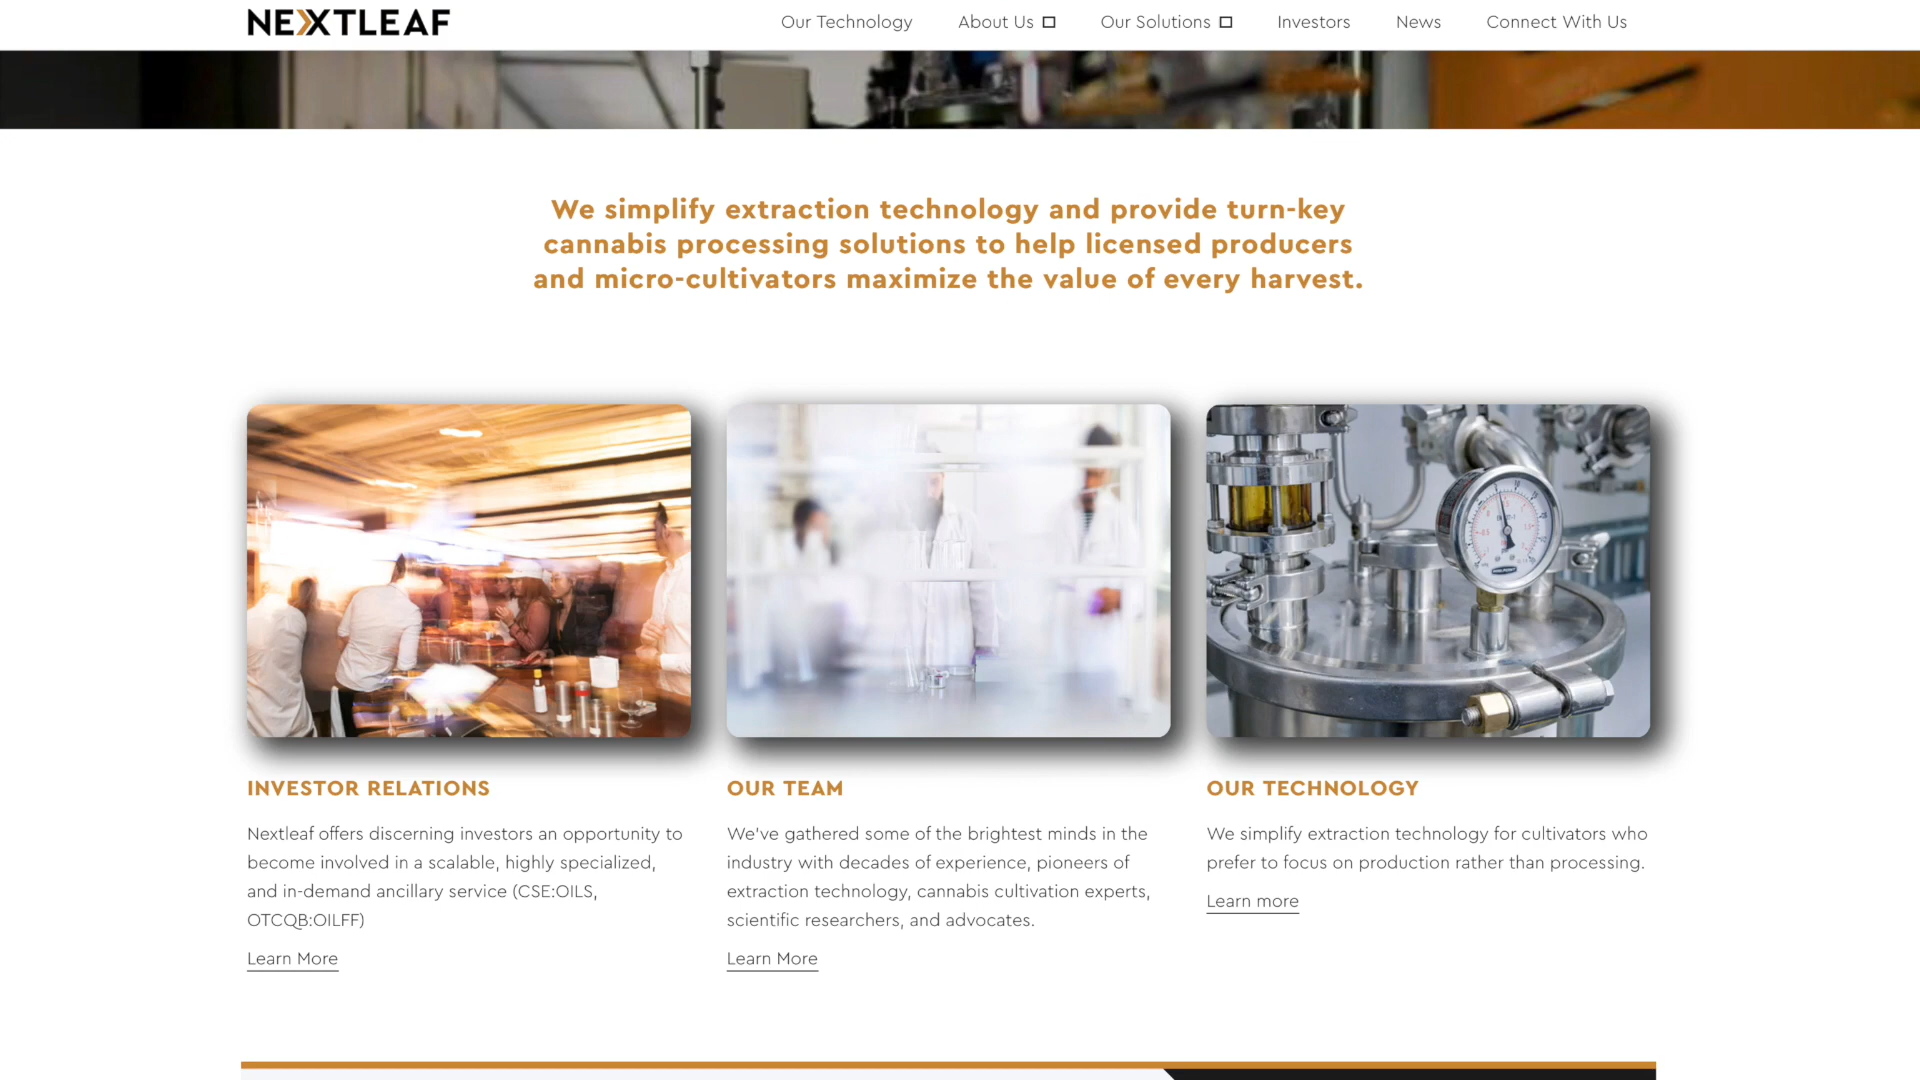 NEXTLEAF
Our Technology About Us Our Solutions Investors News Connect With Us
We simplify extraction technology and provide turn-key
cannabis processing solutions to help licensed producers
and micro-cultivators maximize the value of every harvest.
INVESTOR RELATIONS
Nextleaf offers discerning investors an opportunity to
become involved in a scalable, highly specialized,
and in-demand ancillary service (CSE:OILS,
OTCQB:OILFF)
Learn More
OUR TEAM
We've gathered some of the brightest minds in the
industry with decades of experience, pioneers of
extraction technology, cannabis cultivation experts,
scientific researchers, and advocates.
Learn More
OUR TECHNOLOGY
We simplify extraction technology for cultivators who
prefer to focus on production rather than processing.
Learn more